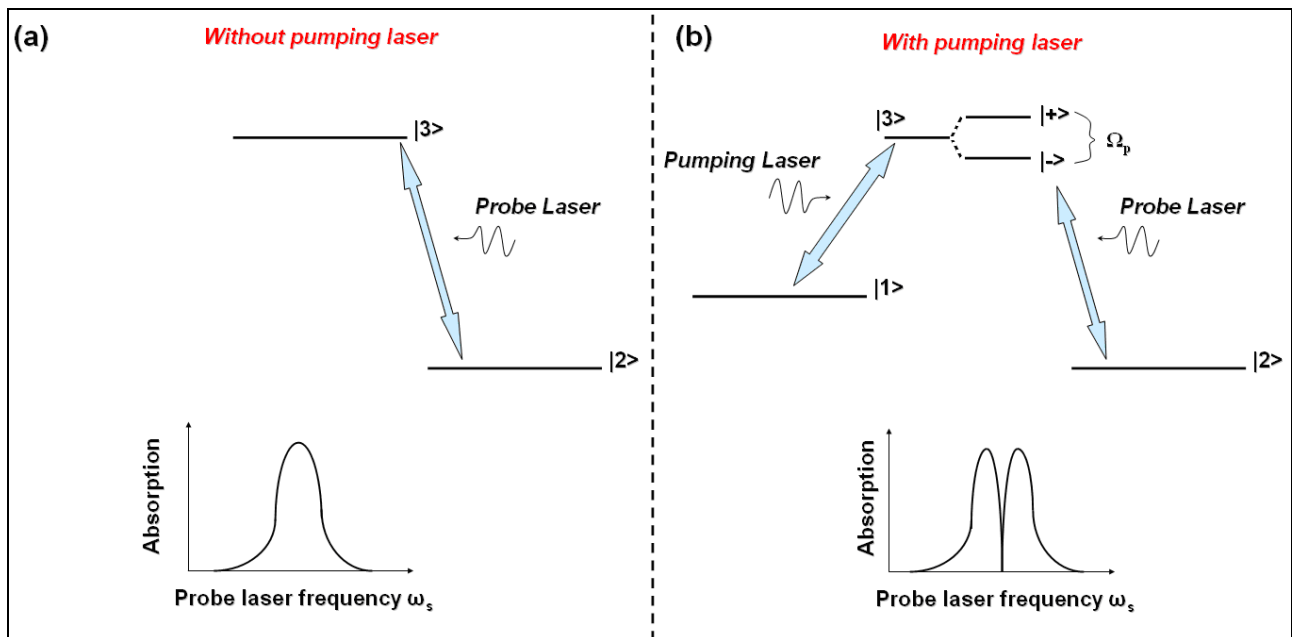 (a)
Without pumping laser
|3>
Probe Laser
|2>
Absorption
Probe laser frequency ωs
(b)
With pumping laser
|3>
|+>
|->
Ωp
Pumping Laser
Probe Laser
|1>
|2>
Absorption
Probe laser frequency ωs